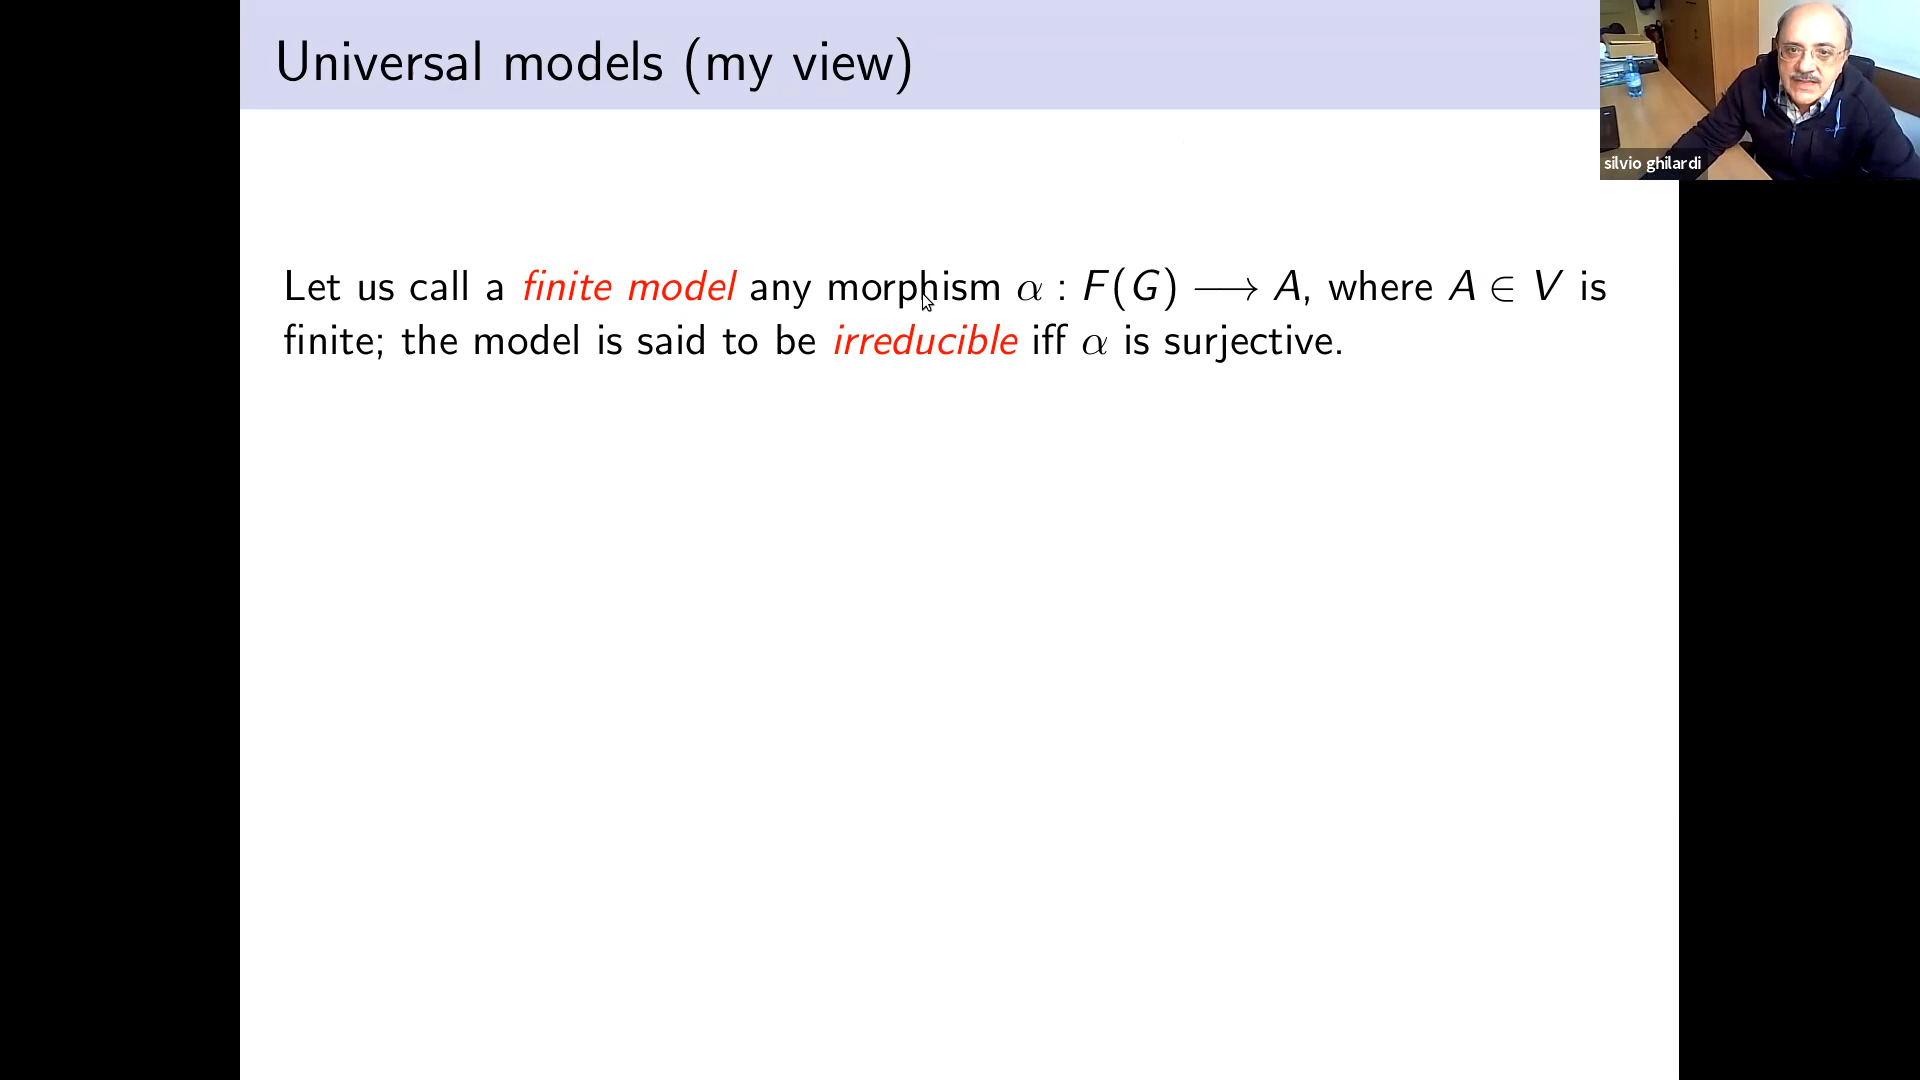 Universal models (my view)
silvio ghilardi
Let us call a finite model any morphism α : F(G) ⟶ A, where A ∈ V is
finite; the model is said to be irreducible iff α is surjective.